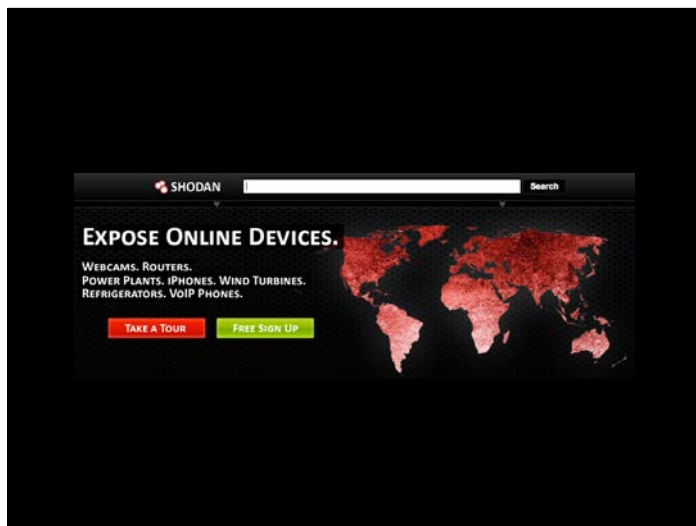 SHODAN
Search
EXPOSE ONLINE DEVICES.
WEBCAMS. ROUTERS.
POWER PLANTS. IPHONES. WIND TURBINES.
REFRIGERATORS. VOIP PHONES.
TAKE A TOUR
FREE SIGN UP